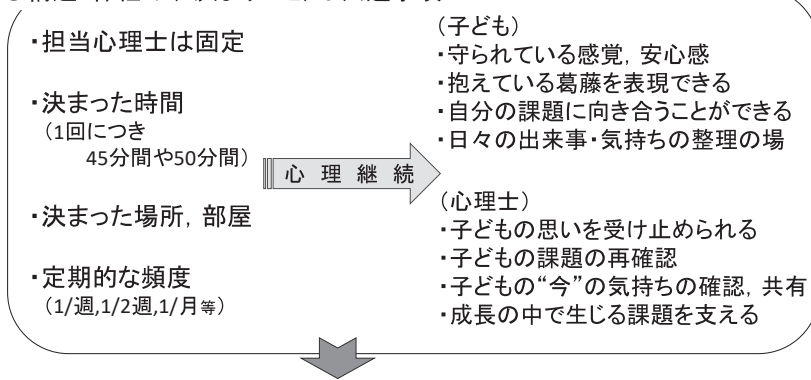 ・担当心理士は固定
・決まった時間
（1回につき
45分間や50分間）
・決まった場所，部屋
・定期的な頻度
（1/週,1/2週,1/月等）
心理継続
（子ども）
・守られている感覚，安心感
・抱えている葛藤を表現できる
・自分の課題に向き合うことができる
・日々の出来事・気持ちの整理の場
（心理士）
・子どもの思いを受け止められる
・子どもの課題の再確認
・子どもの“今”の気持ちの確認，共有
・成長の中で生じる課題を支える